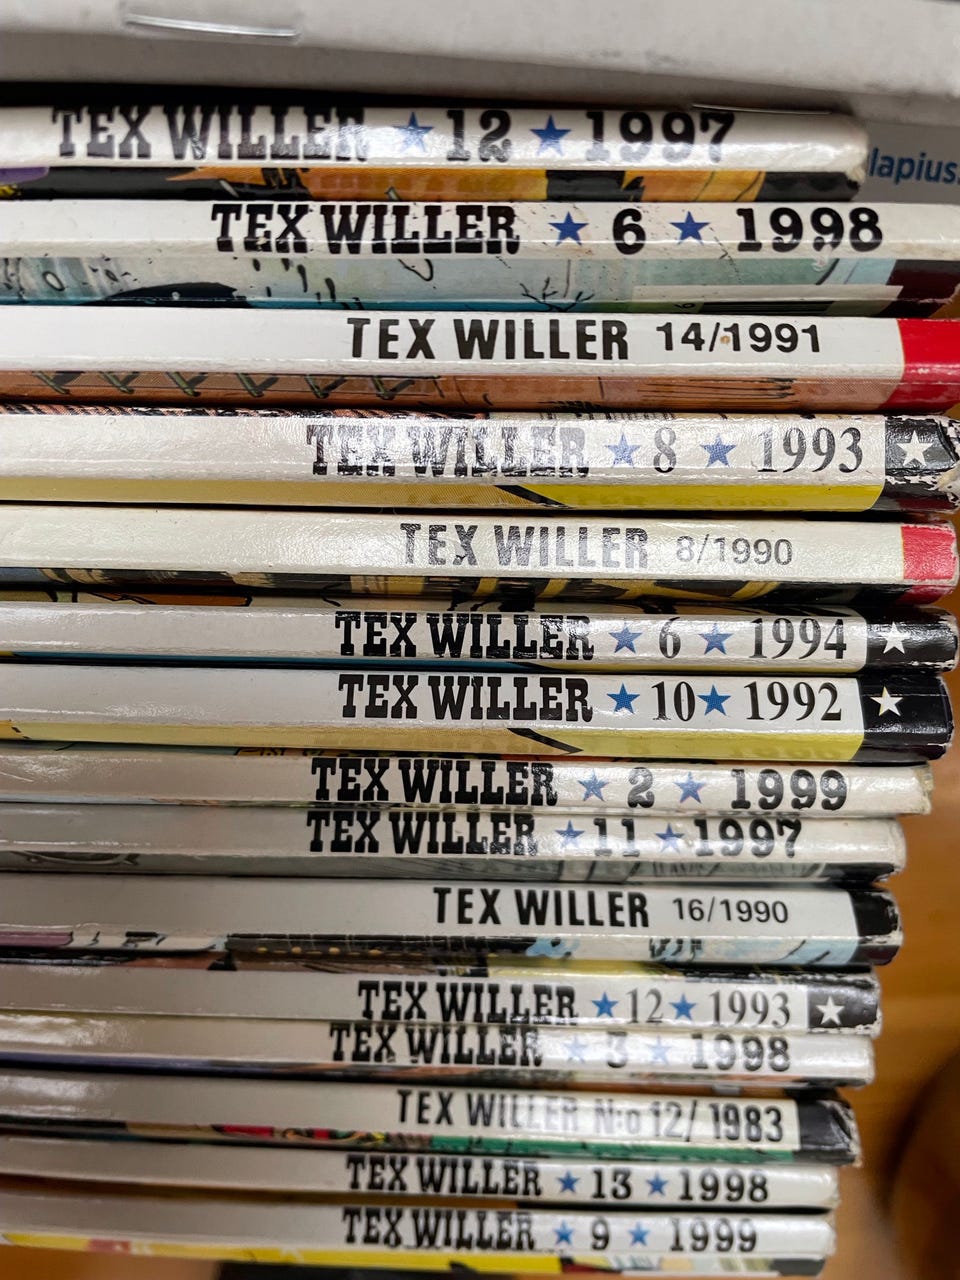 TEX WILLER ★ 12 ★ 1997
lapius.
TEX WILLER ★ 6 ★ 1998
TEX WILLER 14/1991
TEX WILLER ★ 8 ★ 1993
TEX WILLER 8/1990
TEX WILLER ★ 6 ★ 1994
TEX WILLER ★ 10 ★ 1992
TEX WILLER ★ 2 ★ 1999
TEX WILLER ★ 11 ★ 1997
TEX WILLER 16/1990
TEX WILLER ★ 12 ★ 1993
TEX WILLER ★ 3 ★ 1998
TEX WILLER N:o 12/ 1983
TEX WILLER ★ 13 ★ 1998
TEX WILLER ★ 9 ★ 1999